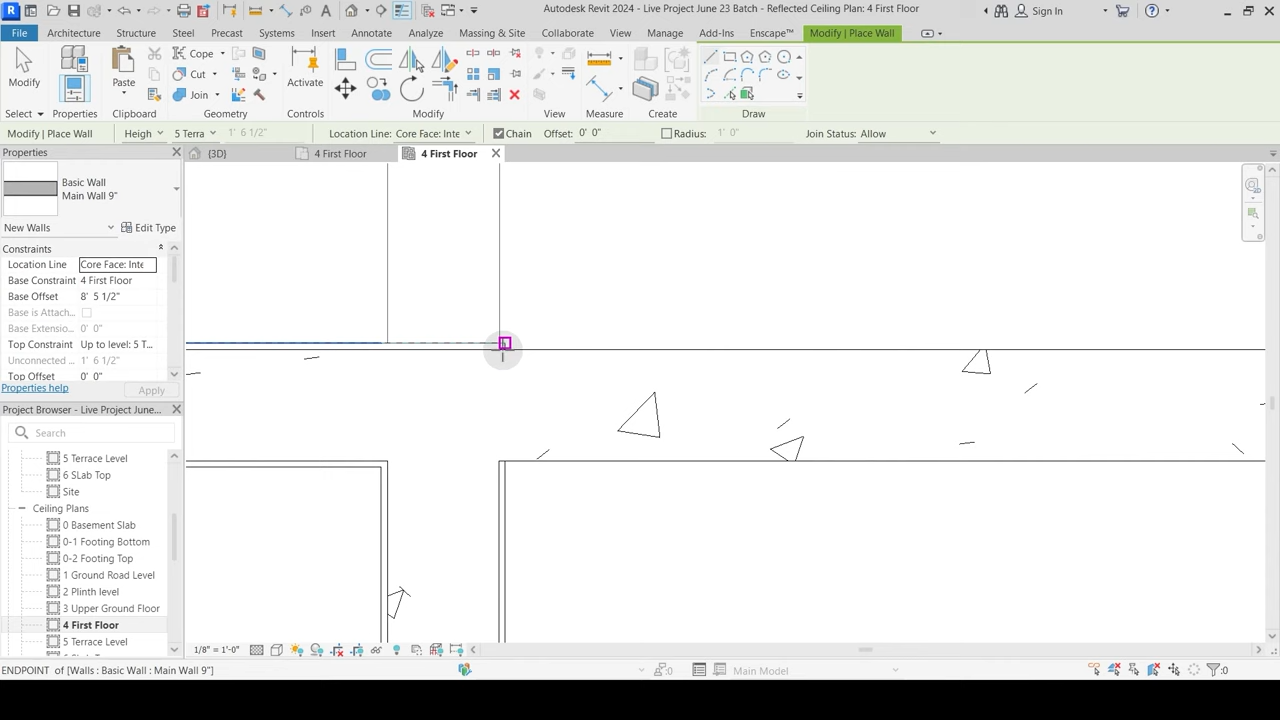 Autodesk Revit 2024 - Live Project June 23 Batch - Reflected Ceiling Plan: 4 First Floor
Sign In
File
Architecture
Structure
Steel
Precast
Systems
Insert
Annotate
Analyze
Massing & Site
Collaborate
View
Manage
Add-Ins
Enscape™
Modify | Place Wall
Modify
Paste
Cope
Cut
Join
Activate
Select
Properties
Clipboard
Geometry
Controls
Modify
View
Measure
Create
Draw
Modify | Place Wall
Heigh
5 Terra
1' 6 1/2"
Location Line: Core Face: Inte
Chain
Offset: 0' 0"
Radius: 1' 0"
Join Status: Allow
Properties
{3D}
4 First Floor
4 First Floor
Basic Wall
Main Wall 9"
New Walls
Edit Type
Constraints
Location Line Core Face: Inte
Base Constraint 4 First Floor
Base Offset 8' 5 1/2"
Base is Attach...
Base Extensio... 0' 0"
Top Constraint Up to level: 5 T...
Unconnected ... 1' 6 1/2"
Top Offset 0' 0"
Properties help
Apply
Project Browser - Live Project June...
Search
5 Terrace Level
6 SLab Top
Site
Ceiling Plans
0 Basement Slab
0-1 Footing Bottom
0-2 Footing Top
1 Ground Road Level
2 Plinth level
3 Upper Ground Floor
4 First Floor
5 Terrace Level
1/8" = 1'-0"
ENDPOINT of [Walls : Basic Wall : Main Wall 9"]
:0
Main Model
:0